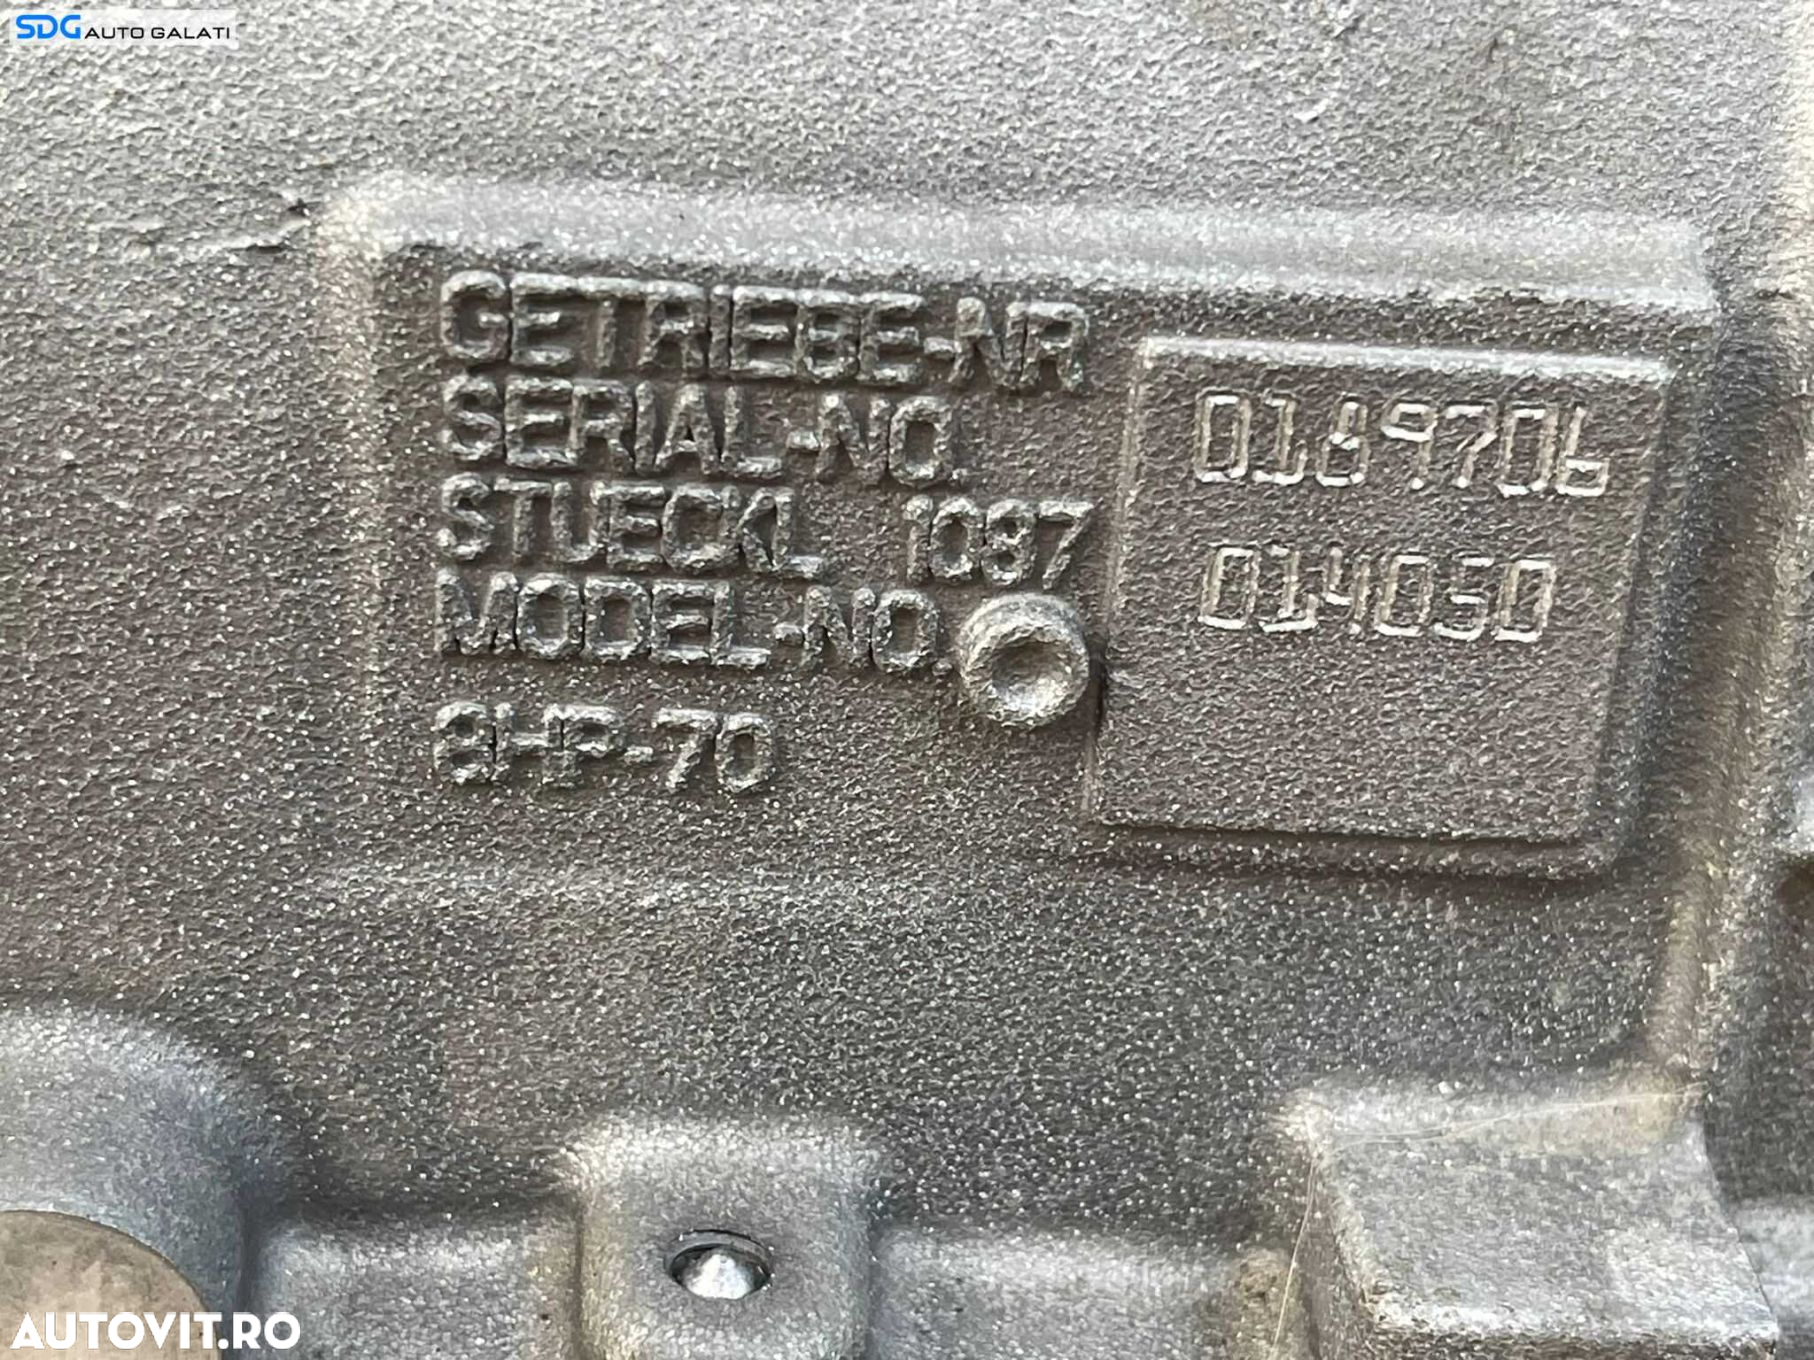 SDG AUTO GALATI
GETRIEBE-NR
SERIAL-NO. 0189706
STUECKL 1087 014050
MODEL-NO.
8HP-70
AUTOVIT.RO